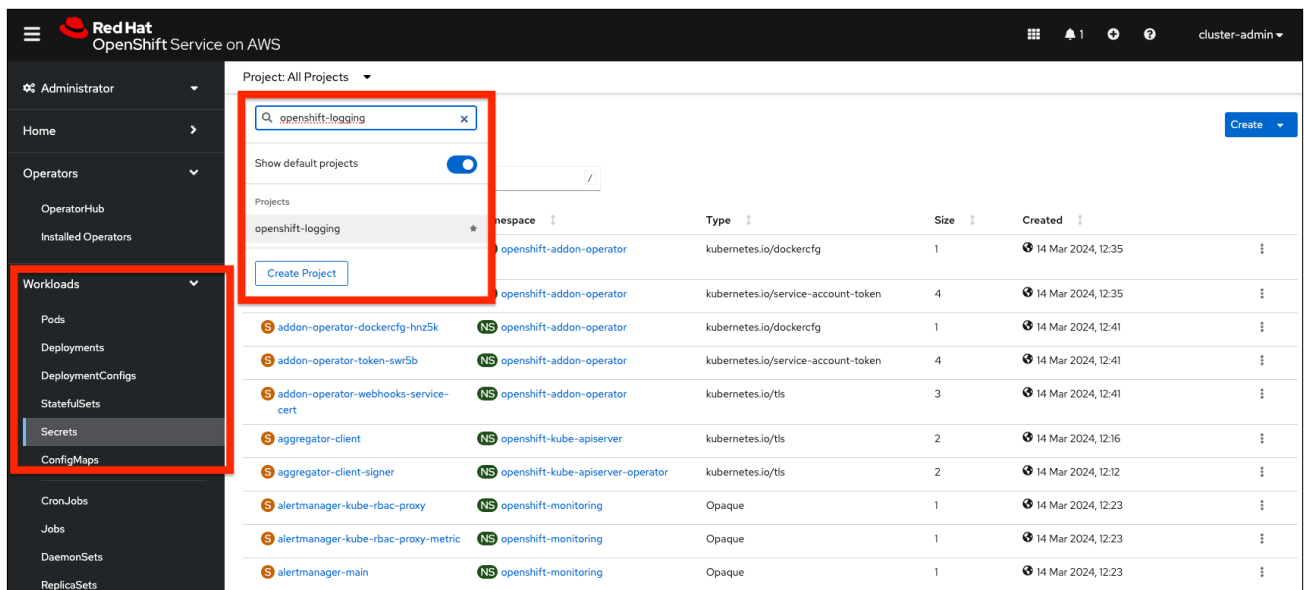 Red Hat
OpenShift Service on AWS
1
cluster-admin
Administrator
Home
Operators
OperatorHub
Installed Operators
Workloads
Pods
Deployments
DeploymentConfigs
StatefulSets
Secrets
ConfigMaps
CronJobs
Jobs
DaemonSets
ReplicaSets
Project: All Projects
openshift-logging
Show default projects
Projects
openshift-logging
Create Project
Create
/
mespace Type Size Created
openshift-addon-operator kubernetes.io/dockercfg 1 14 Mar 2024, 12:35
openshift-addon-operator kubernetes.io/service-account-token 4 14 Mar 2024, 12:35
S addon-operator-dockercfg-hnz5k NS openshift-addon-operator kubernetes.io/dockercfg 1 14 Mar 2024, 12:41
S addon-operator-token-swr5b NS openshift-addon-operator kubernetes.io/service-account-token 4 14 Mar 2024, 12:41
S addon-operator-webhooks-service- NS openshift-addon-operator kubernetes.io/tls 3 14 Mar 2024, 12:41
cert
S aggregator-client NS openshift-kube-apiserver kubernetes.io/tls 2 14 Mar 2024, 12:16
S aggregator-client-signer NS openshift-kube-apiserver-operator kubernetes.io/tls 2 14 Mar 2024, 12:12
S alertmanager-kube-rbac-proxy NS openshift-monitoring Opaque 1 14 Mar 2024, 12:23
S alertmanager-kube-rbac-proxy-metric NS openshift-monitoring Opaque 1 14 Mar 2024, 12:23
S alertmanager-main NS openshift-monitoring Opaque 1 14 Mar 2024, 12:23